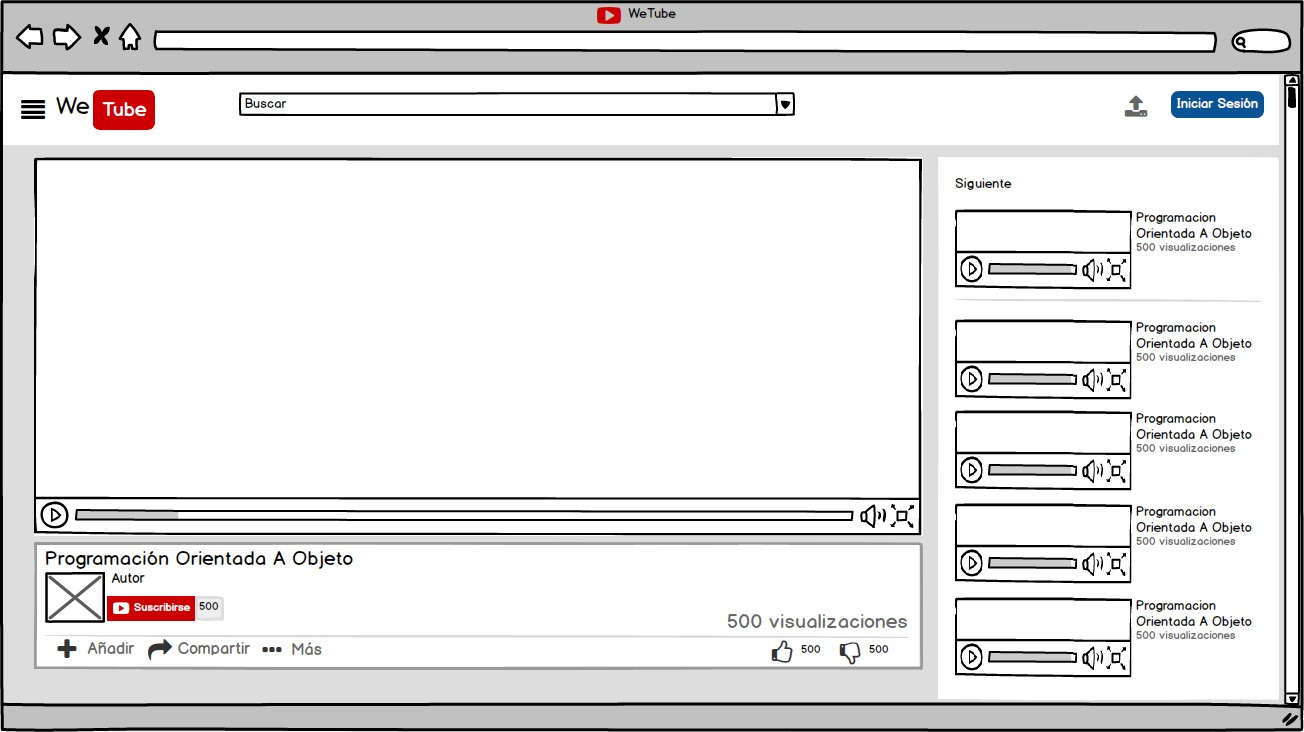 WeTube
We Tube
Buscar
Iniciar Sesión
Siguiente
Programacion
Orientada A Objeto
500 visualizaciones
Programacion
Orientada A Objeto
500 visualizaciones
Programacion
Orientada A Objeto
500 visualizaciones
Programacion
Orientada A Objeto
500 visualizaciones
Programacion
Orientada A Objeto
500 visualizaciones
Programación Orientada A Objeto
Autor
Suscribirse 500
500 visualizaciones
Añadir Compartir Más 500 500